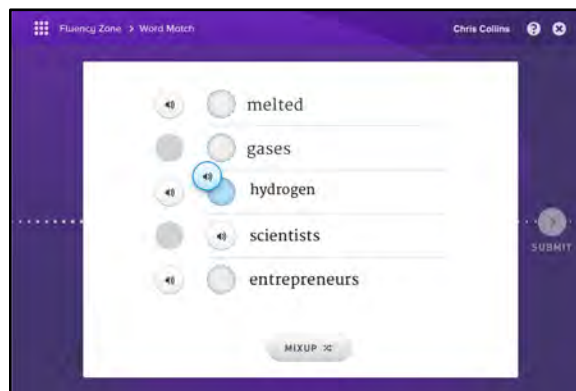 Fluency Zone > Word Match
Chris Collins ?
melted
gases
hydrogen
scientists
entrepreneurs
SUBMIT
MIXUP